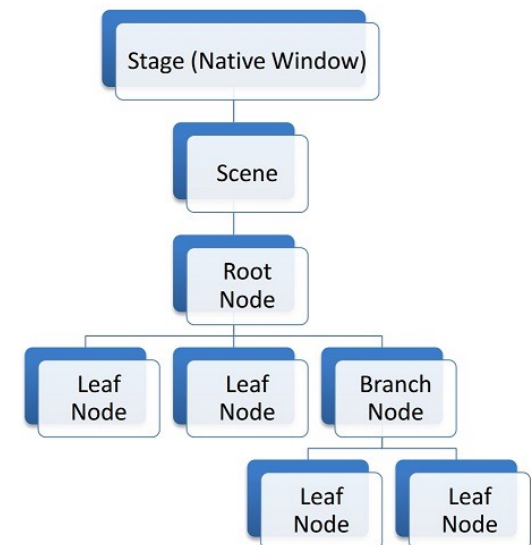 Stage (Native Window)
Scene
Root
Node
Leaf
Node
Leaf
Node
Branch
Node
Leaf
Node
Leaf
Node